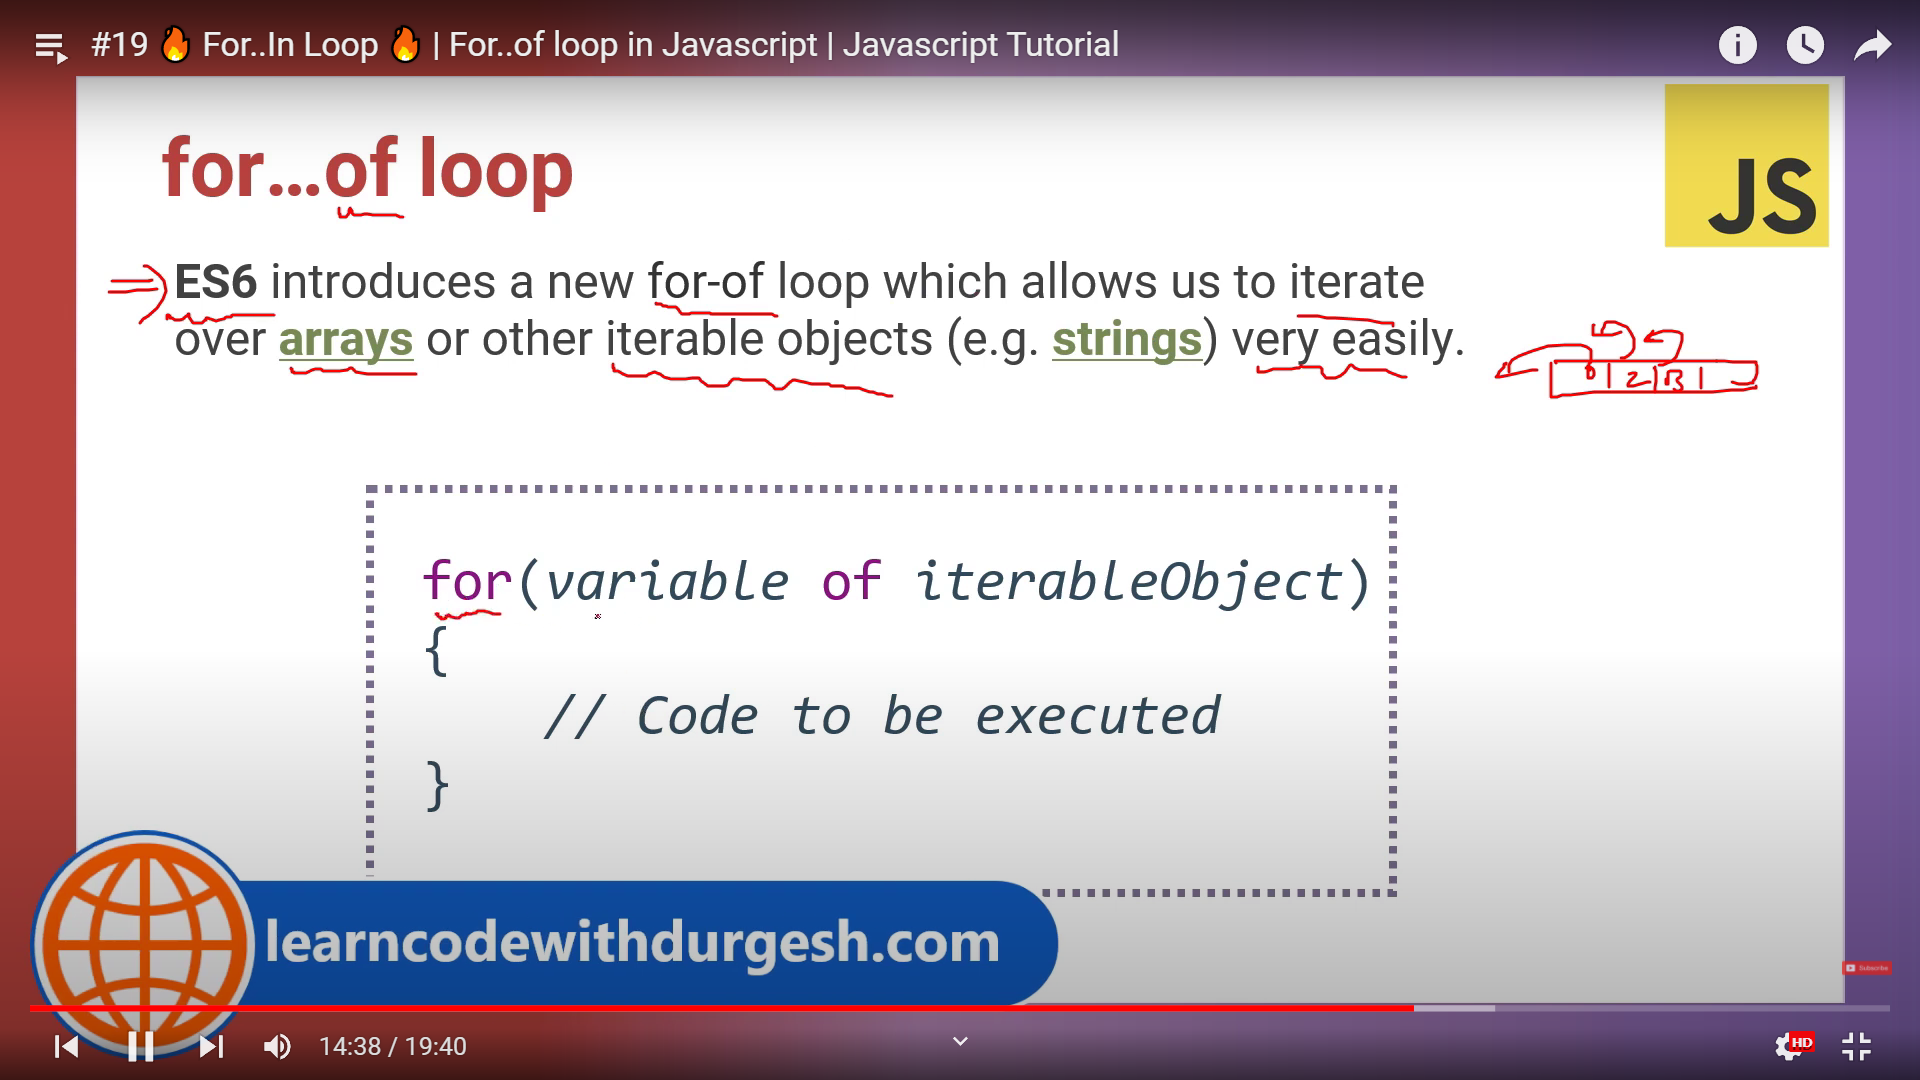 #19 🔥 For..In Loop 🔥 | For..of loop in Javascript | Javascript Tutorial
for...of loop
JS
ES6 introduces a new for-of loop which allows us to iterate
over arrays or other iterable objects (e.g. strings) very easily.
2
for(variable of iterableObject)
{
// Code to be executed
}
learncodewithdurgesh.com
Subscribe
14:38 / 19:40
HD